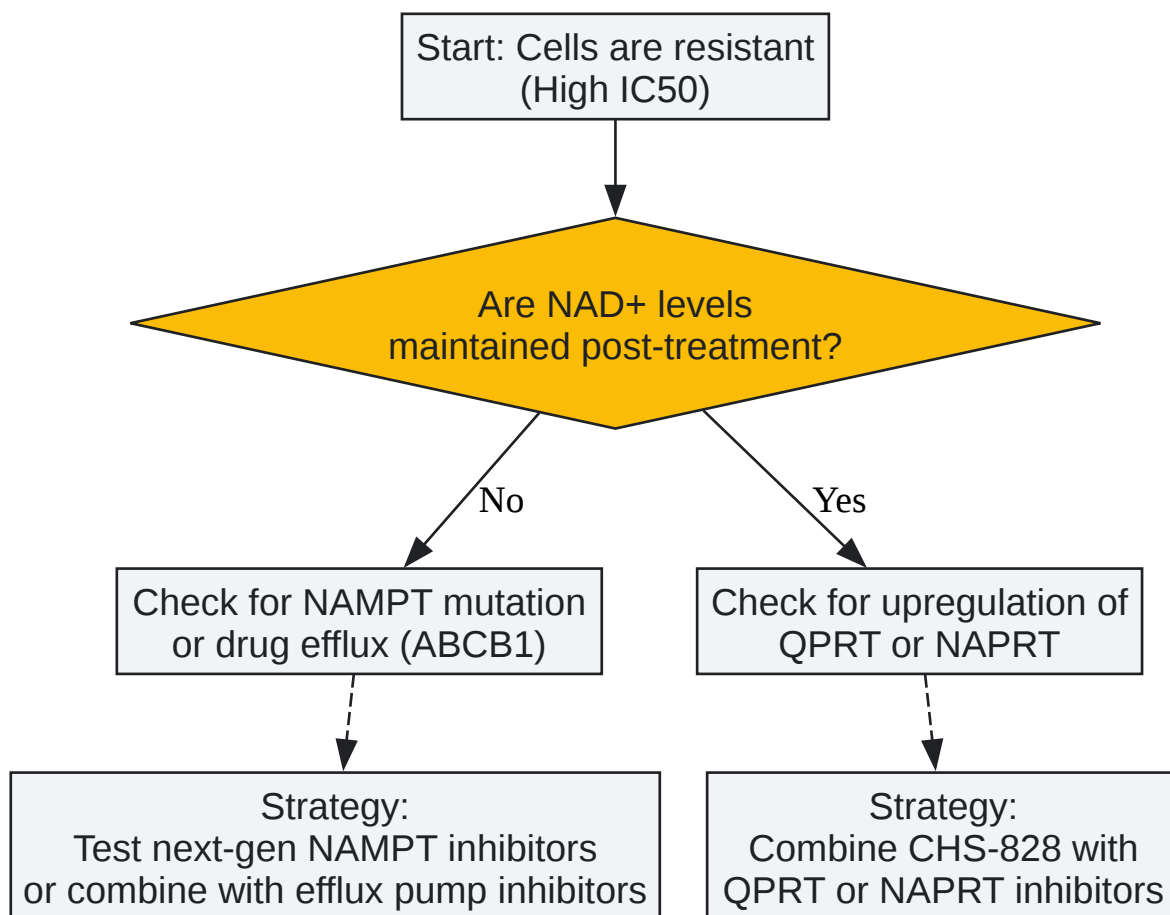 Start: Cells are resistant
(High IC50)
Are NAD+ levels
maintained post-treatment?
No
Yes
Check for NAMPT mutation
or drug efflux (ABCB1)
Check for upregulation of
QPRT or NAPRT
Strategy:
Test next-gen NAMPT inhibitors
or combine with efflux pump inhibitors
Strategy:
Combine CHS-828 with
QPRT or NAPRT inhibitors